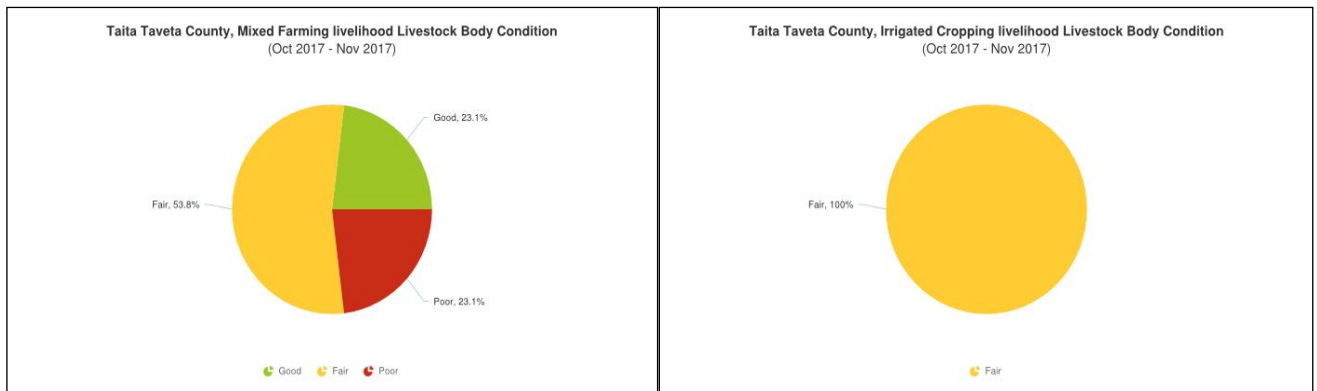 Taita Taveta County, Mixed Farming livelihood Livestock Body Condition
(Oct 2017 - Nov 2017)
Good, 23.1%
Fair, 53.8%
Poor, 23.1%
Good Fair Poor
Taita Taveta County, Irrigated Cropping livelihood Livestock Body Condition
(Oct 2017 - Nov 2017)
Fair, 100%
Fair